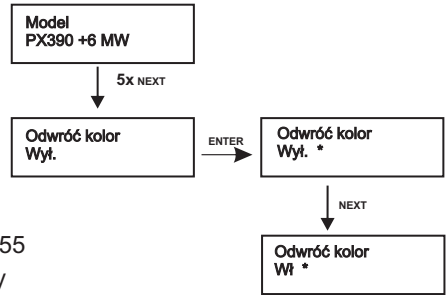 Model
PX390 +6 MW
5x NEXT
Odwróć kolor
Wył.
ENTER
Odwróć kolor
Wył. *
NEXT
55
Odwróć kolor
Wł *